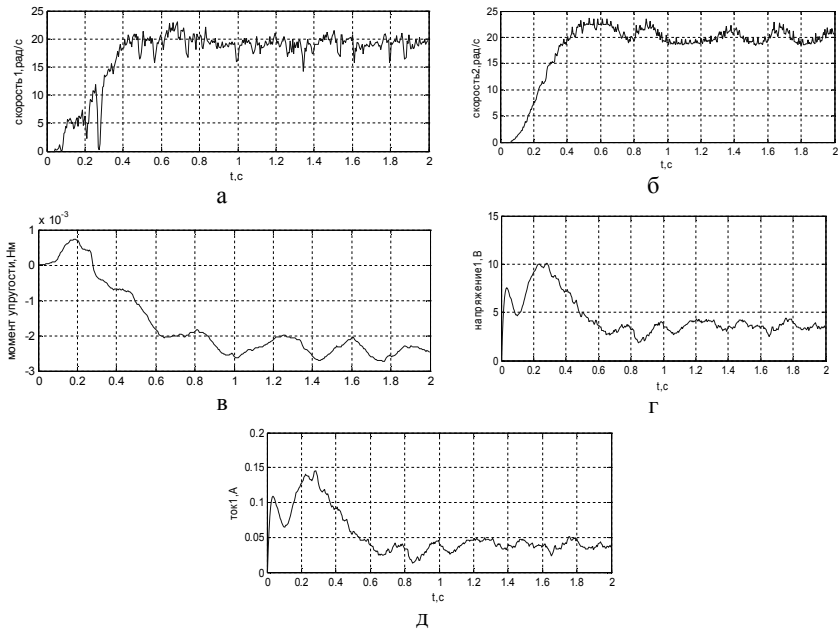 25
20
15
10
5
0
скорость 1,рад/с
0 0.2 0.4 0.6 0.8 1 1.2 1.4 1.6 1.8 2
t,с
а
25
20
15
10
5
0
скорость2,рад/с
0 0.2 0.4 0.6 0.8 1 1.2 1.4 1.6 1.8 2
t,с
б
x 10-3
1
0
-1
-2
-3
момент упругости,Нм
0 0.2 0.4 0.6 0.8 1 1.2 1.4 1.6 1.8 2
в
15
10
5
0
напряжение1,В
0 0.2 0.4 0.6 0.8 1 1.2 1.4 1.6 1.8 2
t,с
г
0.2
0.15
0.1
0.05
0
ток1,А
0 0.2 0.4 0.6 0.8 1 1.2 1.4 1.6 1.8 2
t,с
д